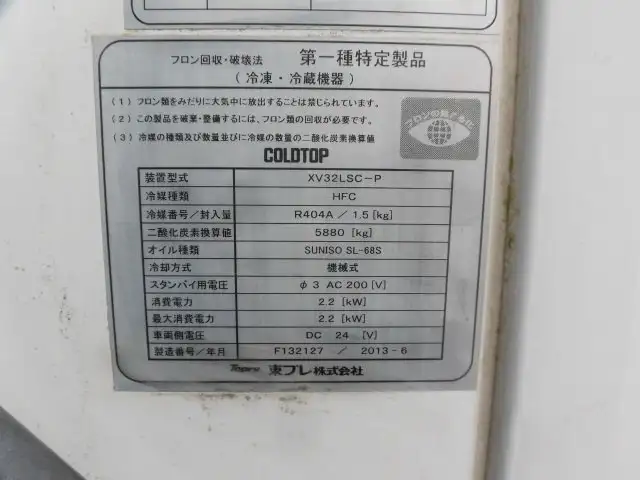 フロン回収・破壊法 第一種特定製品
(冷凍・冷蔵機器)
(1) フロン類をみだりに大気中に放出することは禁じられています。
(2) この製品を廃棄・整備するには、フロン類の回収が必要です。
(3) 冷媒の種類及び数量並びに冷媒の数量の二酸化炭素換算値
フロンの見える化
COLDTOP
装置型式 XV32LSC-P
冷媒種類 HFC
冷媒番号/封入量 R404A / 1.5 [kg]
二酸化炭素換算値 5880 [kg]
オイル種類 SUNISO SL-68S
冷却方式 機械式
スタンバイ用電圧 φ3 AC 200 [V]
消費電力 2.2 [kW]
最大消費電力 2.2 [kW]
車両側電圧 DC 24 [V]
製造番号/年月 F132127 / 2013-6
Topre 東プレ株式会社